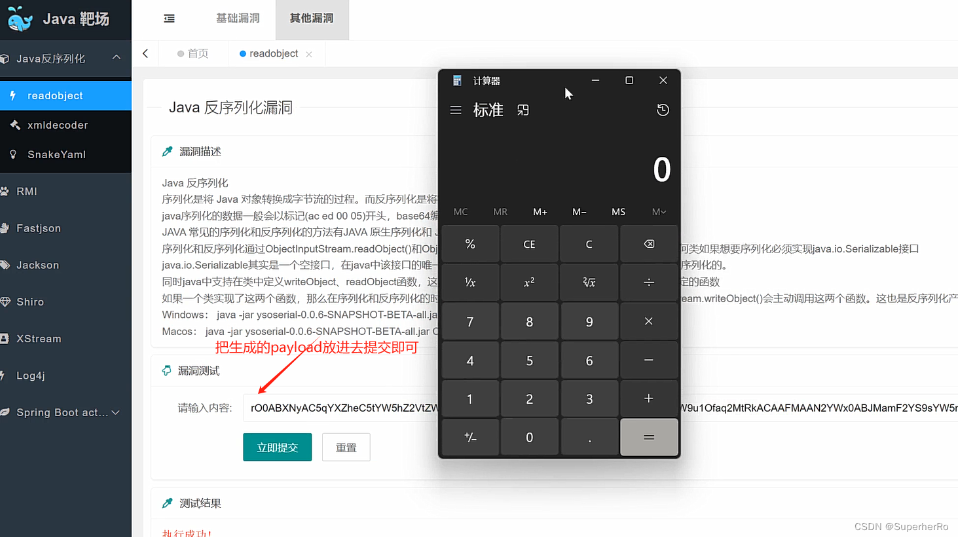 Java 靶场
基础漏洞
其他漏洞
首页
readobject
Java反序列化
readobject
xmldecoder
SnakeYaml
RMI
Fastjson
Jackson
Shiro
XStream
Log4j
Spring Boot act...
Java 反序列化漏洞
漏洞描述
Java 反序列化
序列化是将 Java 对象转换成字节流的过程。而反序列化是将
java序列化的数据一般会以标记(ac ed 00 05)开头，base64编
JAVA 常见的序列化和反序列化的方法有JAVA 原生序列化和
序列化和反序列化通过ObjectInputStream.readObject()和Obj
何类如果想要序列化必须实现java.io.Serializable接口
java.io.Serializable其实是一个空接口，在java中该接口的唯一
序列化的。
同时java中支持在类中定义writeObject、readObject函数，这
定的函数
如果一个类实现了这两个函数，那么在序列化和反序列化的时
ream.writeObject()会主动调用这两个函数。这也是反序列化产
Windows： java -jar ysoserial-0.0.6-SNAPSHOT-BETA-all.ja
Macos： java -jar ysoserial-0.0.6-SNAPSHOT-BETA-all.jar C
把生成的payload放进去提交即可
漏洞测试
请输入内容:
rO0ABXNyAC5qYXZheC5tYW5hZ2VtZW
W9u1Ofaq2MtRkACAAFMAAN2YWx0ABJMamF2YS9sYW5r
立即提交
重置
测试结果
执行成功！
计算器
标准
0
MC MR M+ M− MS M
% CE C
¹⁄x x² ²√x ÷
7 8 9 ×
4 5 6 −
1 2 3 +
+/− 0 . =
CSDN @SuperherRo